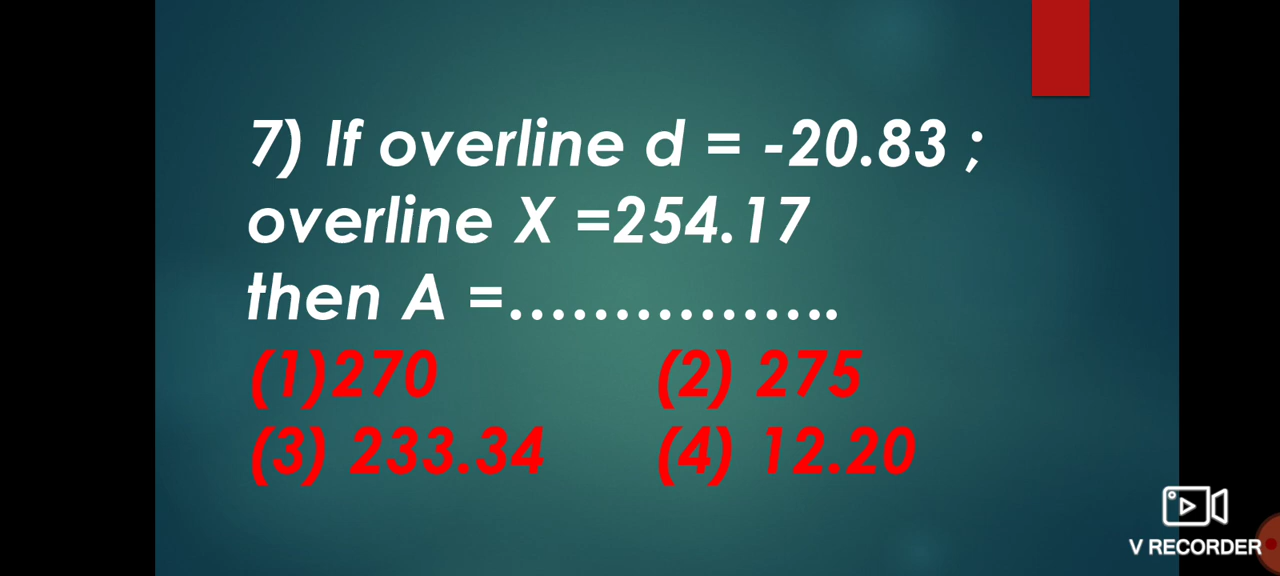 7) If overline d = -20.83 ;
overline X =254.17
then A =................
(1)270 (2) 275
(3) 233.34 (4) 12.20
V RECORDER